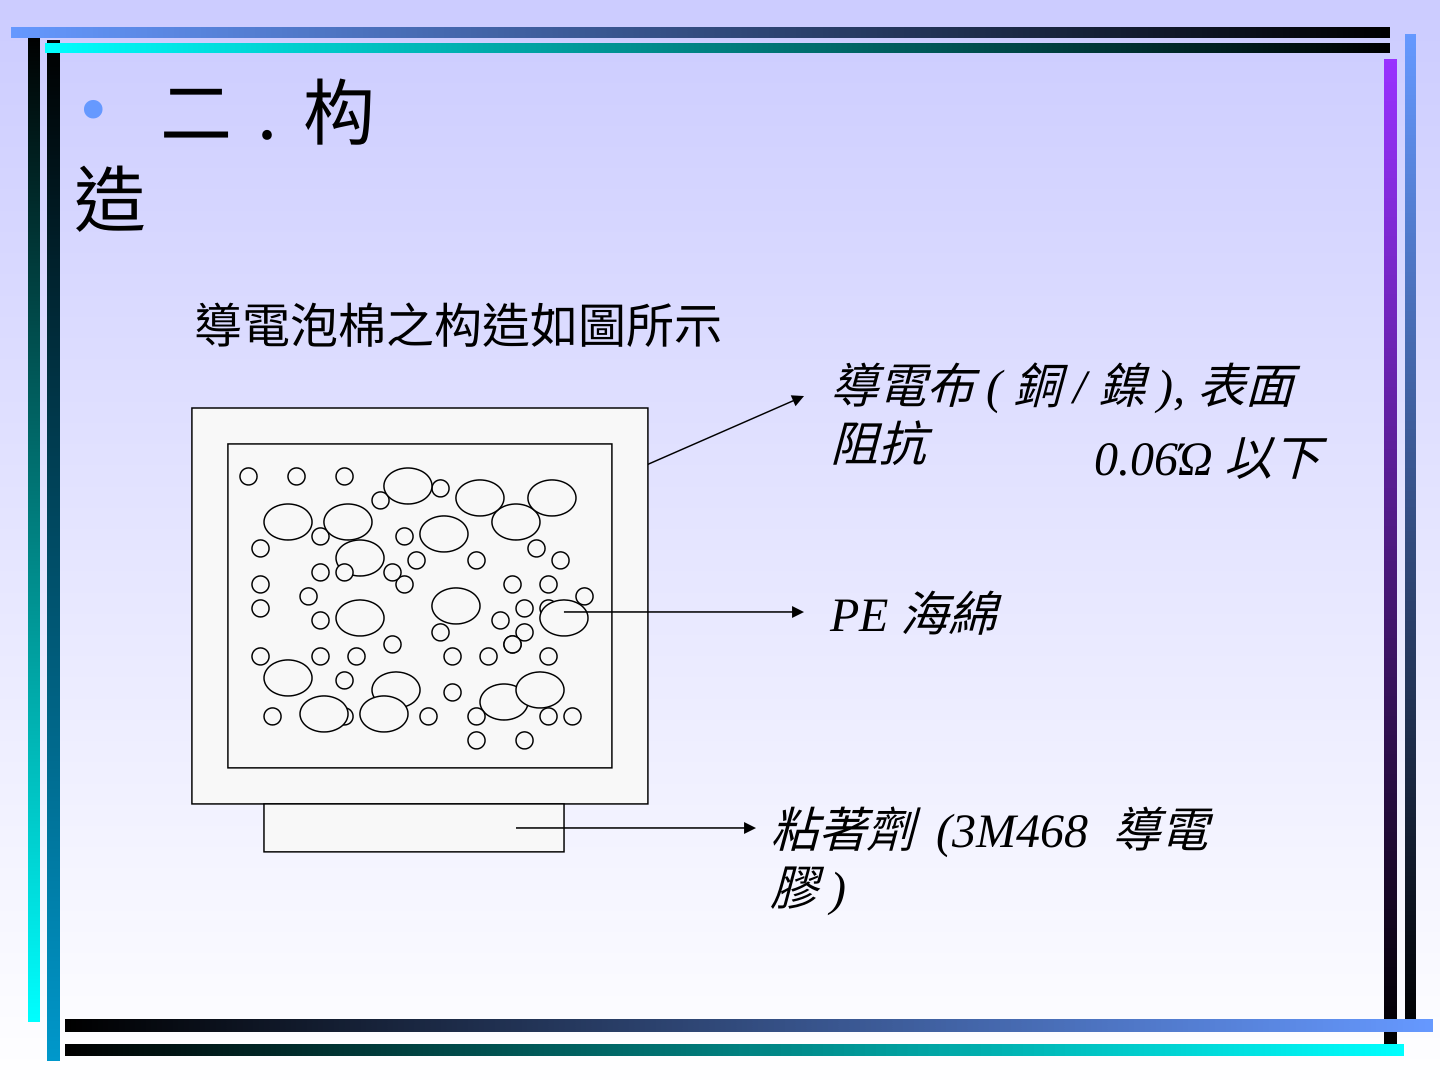 • 二 . 构
造
導電泡棉之构造如圖所示
導電布 ( 銅 / 鎳 ), 表面
阻抗
0.06Ώ 以下
PE 海綿
粘著劑 (3M468 導電
膠 )